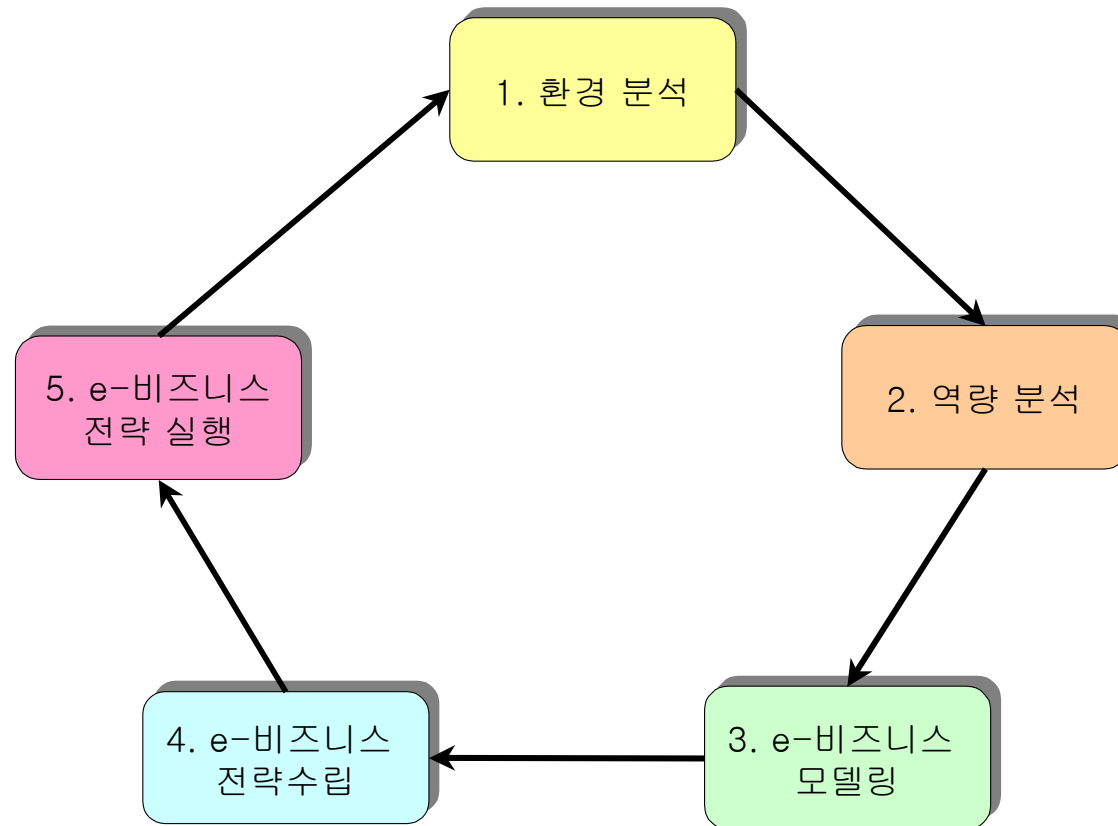 1. 환경 분석
2. 역량 분석
3. e-비즈니스
모델링
4. e-비즈니스
전략수립
5. e-비즈니스
전략 실행